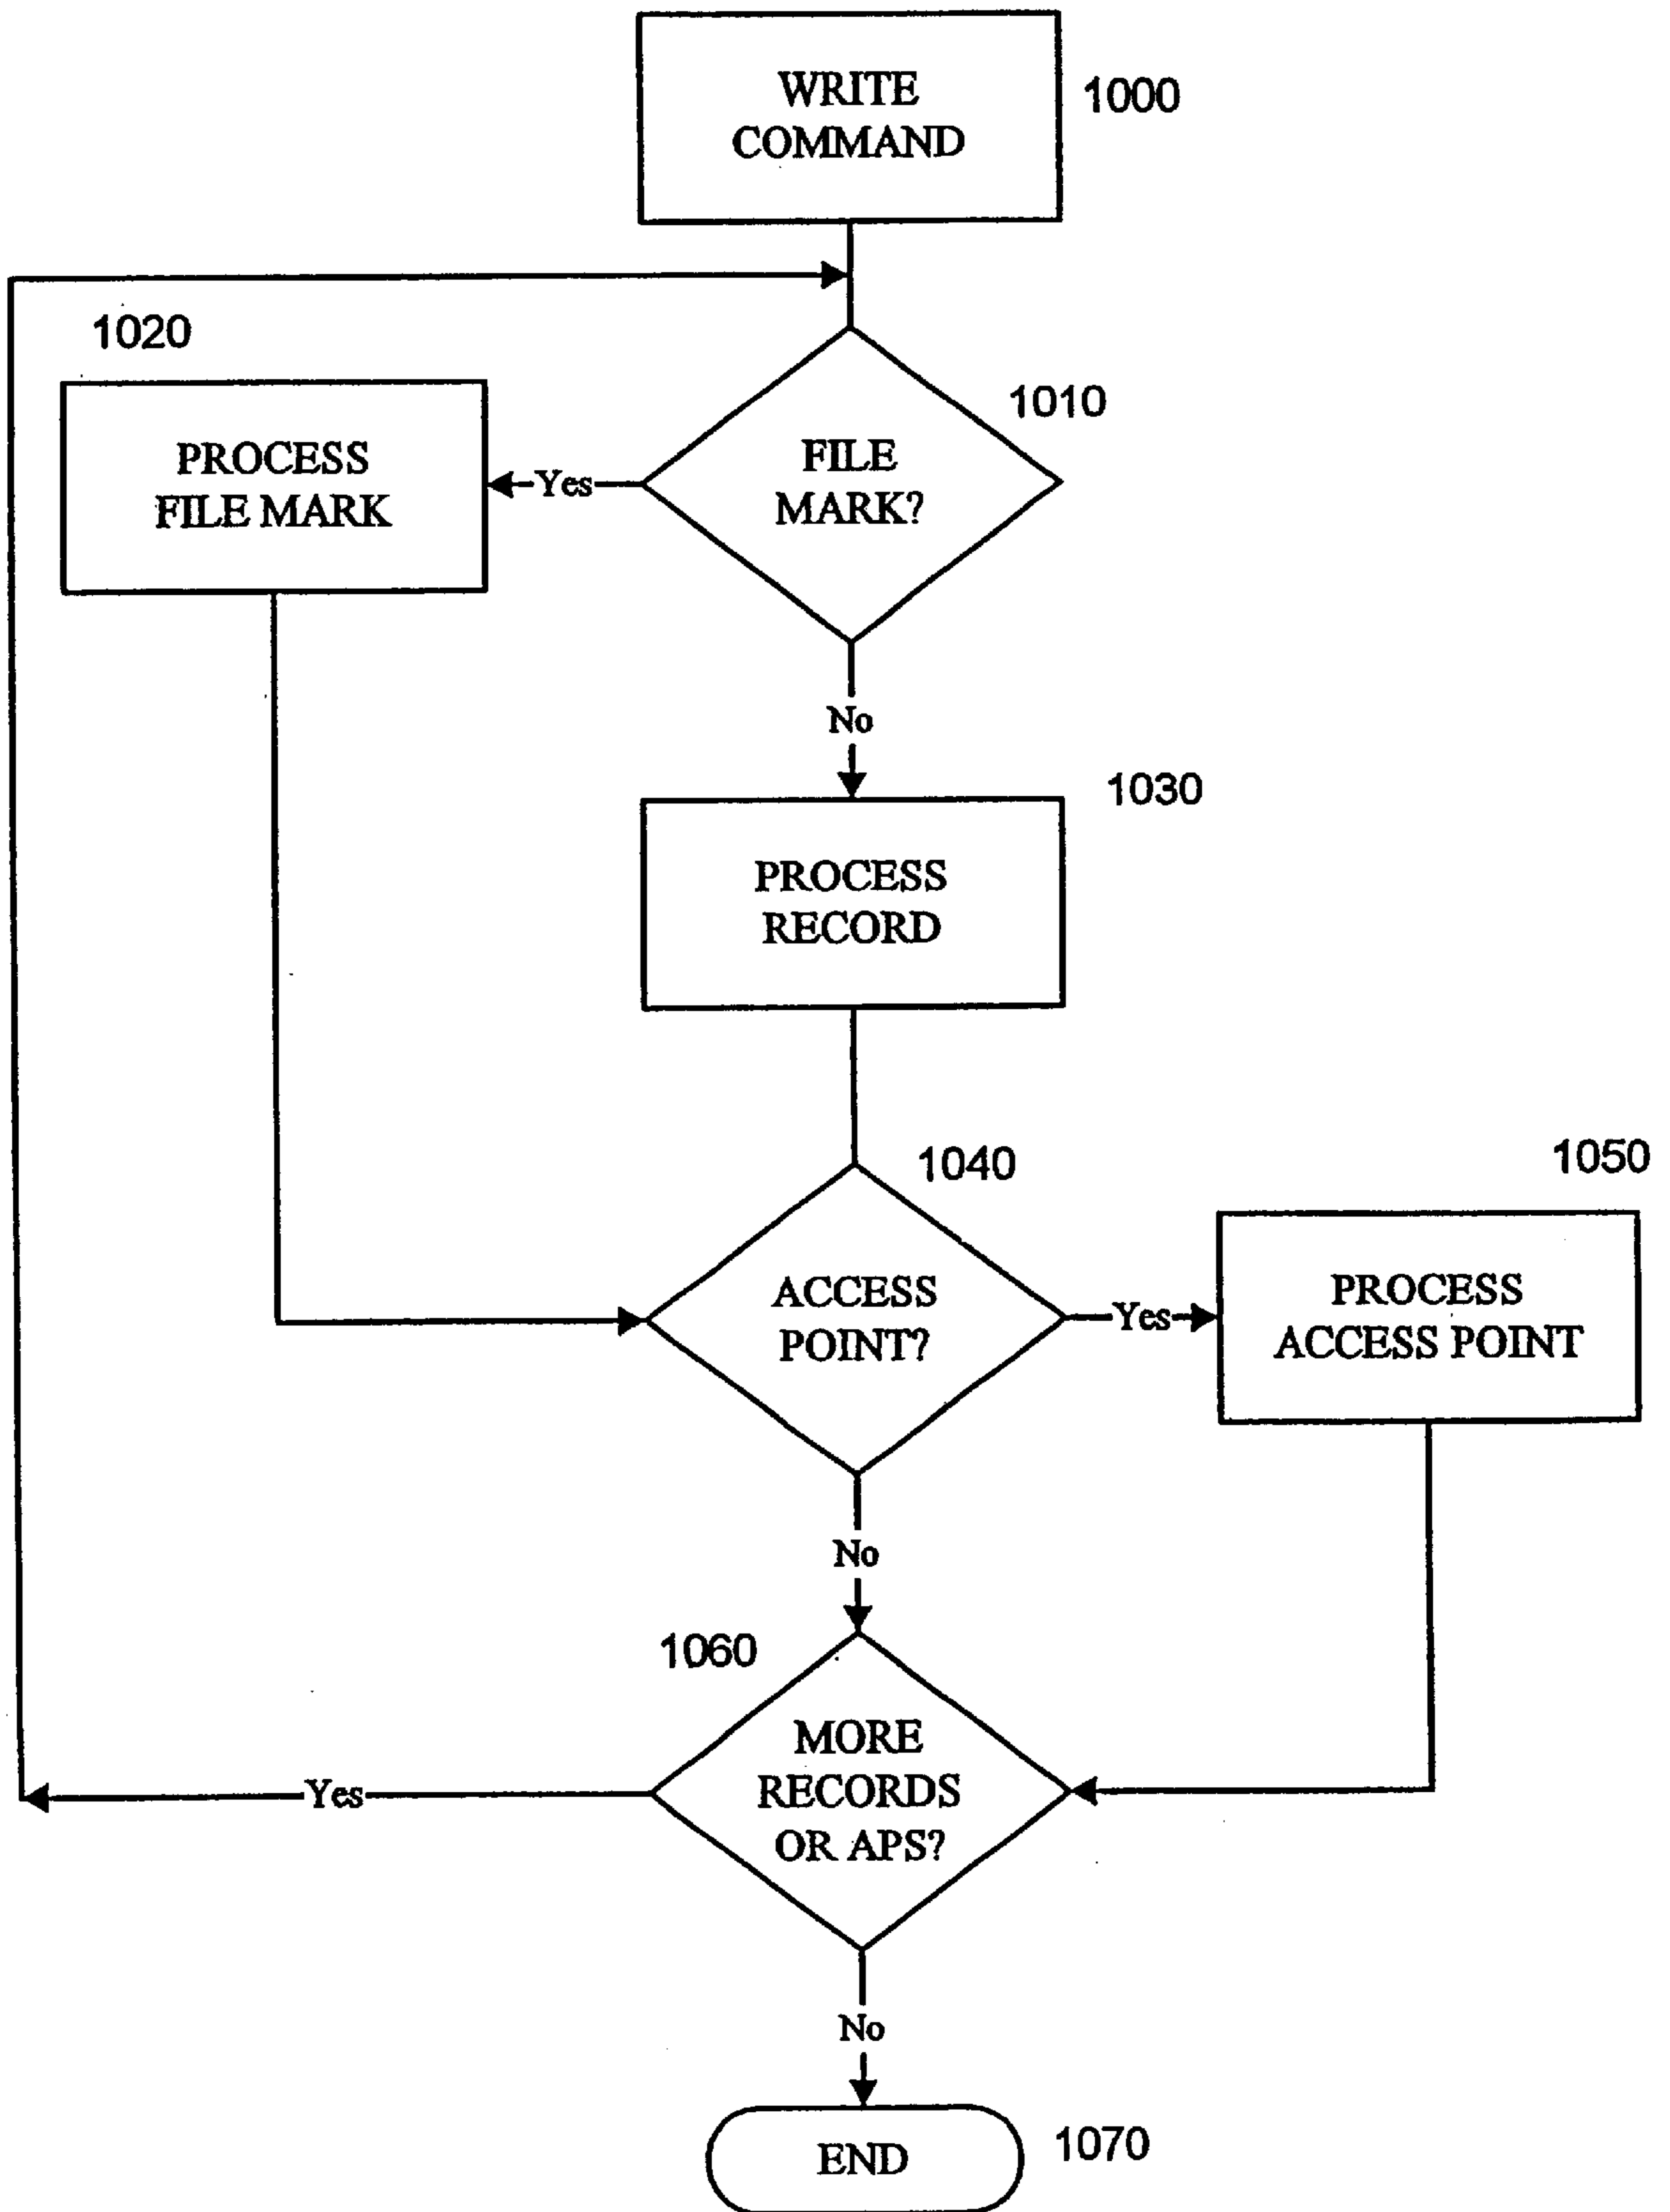 WRITE
COMMAND
1000
1020
1010
FILE
MARK?
Yes
PROCESS
FILE MARK
No
1030
PROCESS
RECORD
1040
1050
ACCESS
POINT?
Yes
PROCESS
ACCESS POINT
No
1060
MORE
RECORDS
OR APS?
Yes
No
END
1070